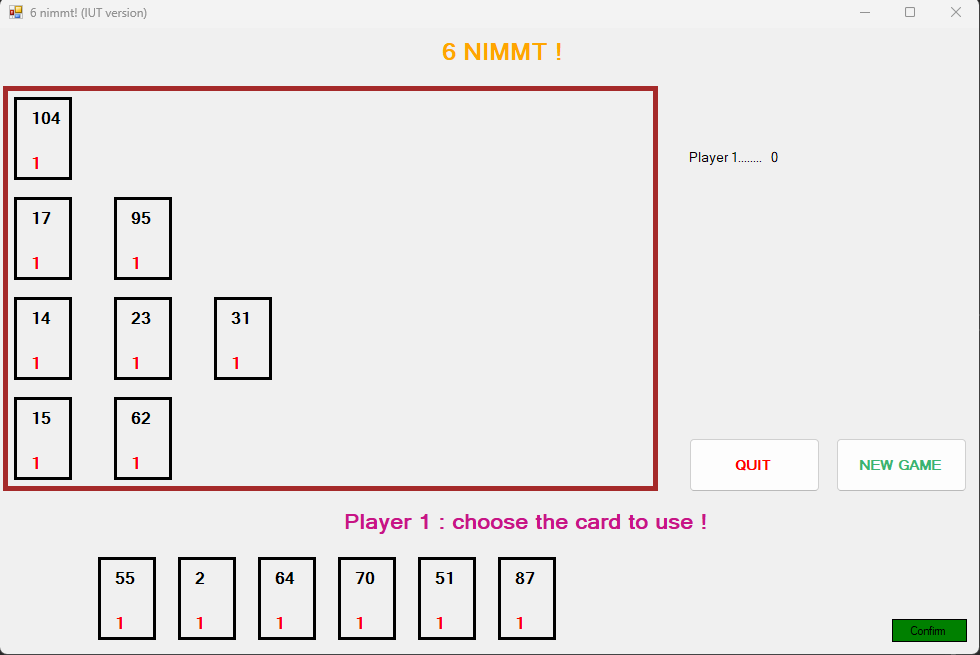 6 nimmt! (IUT version)
6 NIMMT !
104
1
Player 1........ 0
17 95
1 1
14 23 31
1 1 1
15 62
1 1
QUIT NEW GAME
Player 1 : choose the card to use !
55 2 64 70 51 87
1 1 1 1 1 1
Confirm